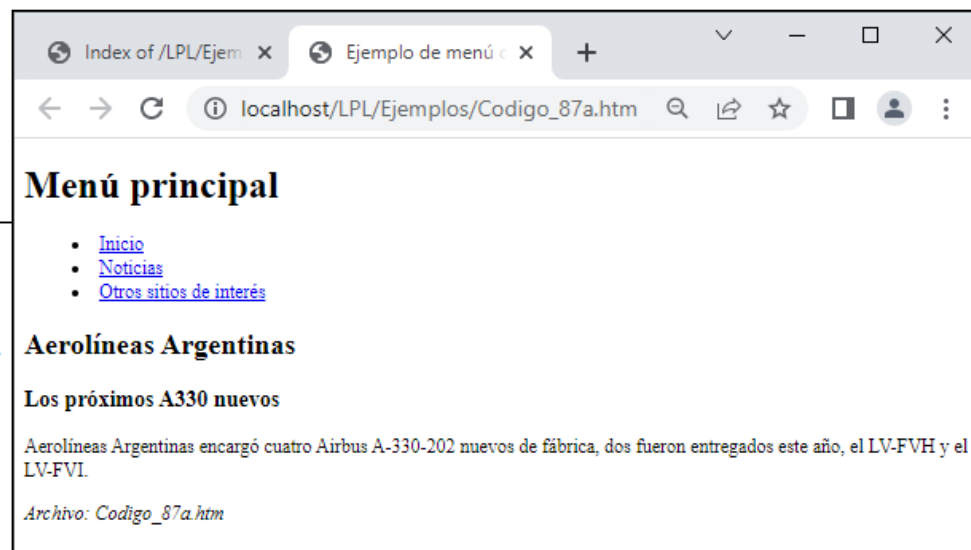 Index of /LPL/Ejem
Ejemplo de menú
localhost/LPL/Ejemplos/Codigo_87a.htm
Menú principal
Inicio
Noticias
Otros sitios de interés
Aerolíneas Argentinas
Los próximos A330 nuevos
Aerolíneas Argentinas encargó cuatro Airbus A-330-202 nuevos de fábrica, dos fueron entregados este año, el LV-FVH y el
LV-FVI.
Archivo: Codigo_87a.htm